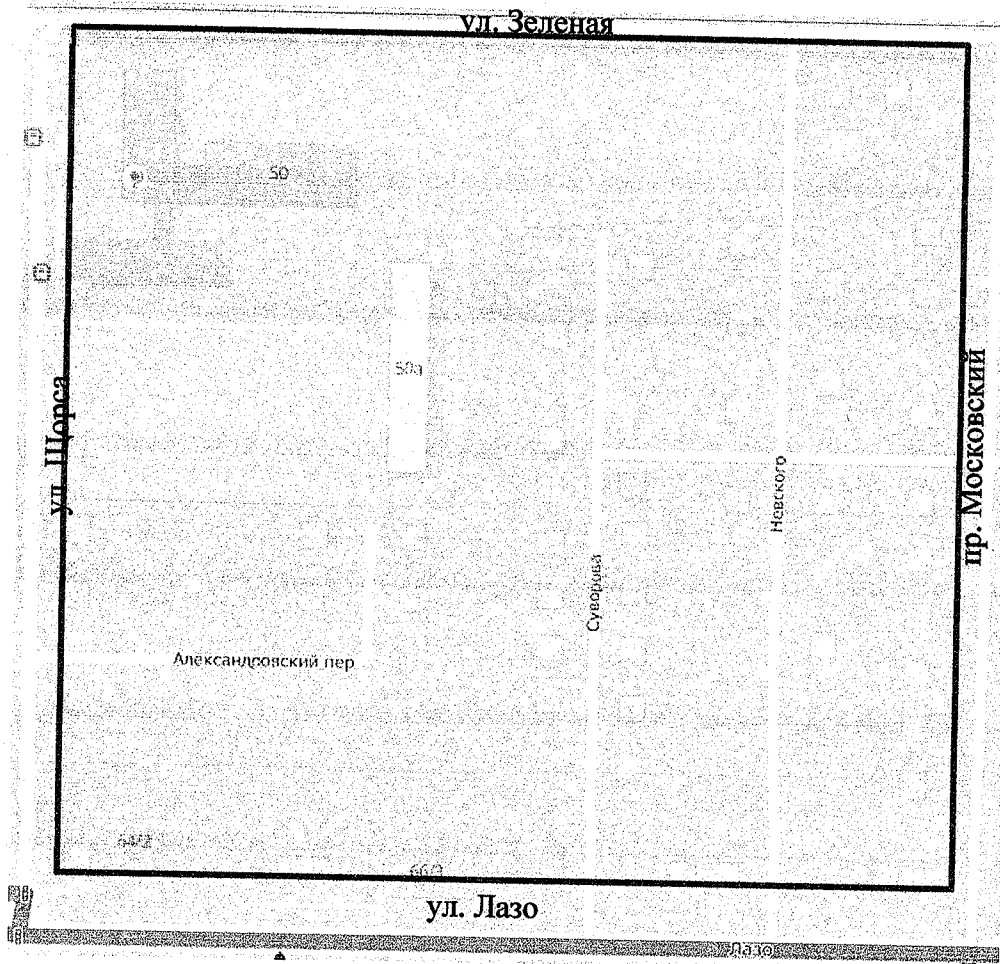 ул. Зеленая
50
50а
ул. Щорса
пр. Московский
Невского
Суворова
Александровский пер
ул. Лазо
Лазо